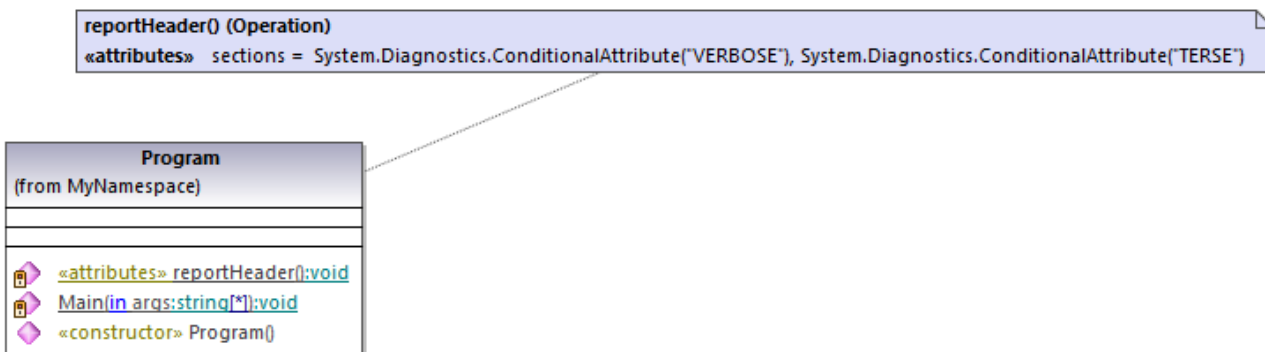 reportHeader() (Operation)
«attributes» sections = System.Diagnostics.ConditionalAttribute("VERBOSE"), System.Diagnostics.ConditionalAttribute("TERSE")
Program
(from MyNamespace)
«attributes» reportHeader():void
Main(in args:string[*]):void
«constructor» Program()